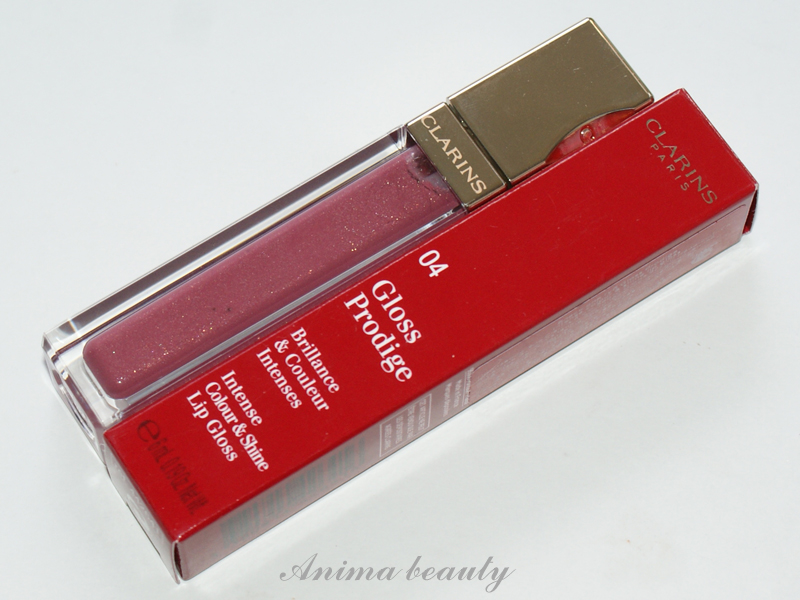 CLARINS
CLARINS
PARIS
04
Gloss
Prodige
Brillance
& Couleur
Intenses
Intense
Colour & Shine
Lip Gloss
Anima beauty